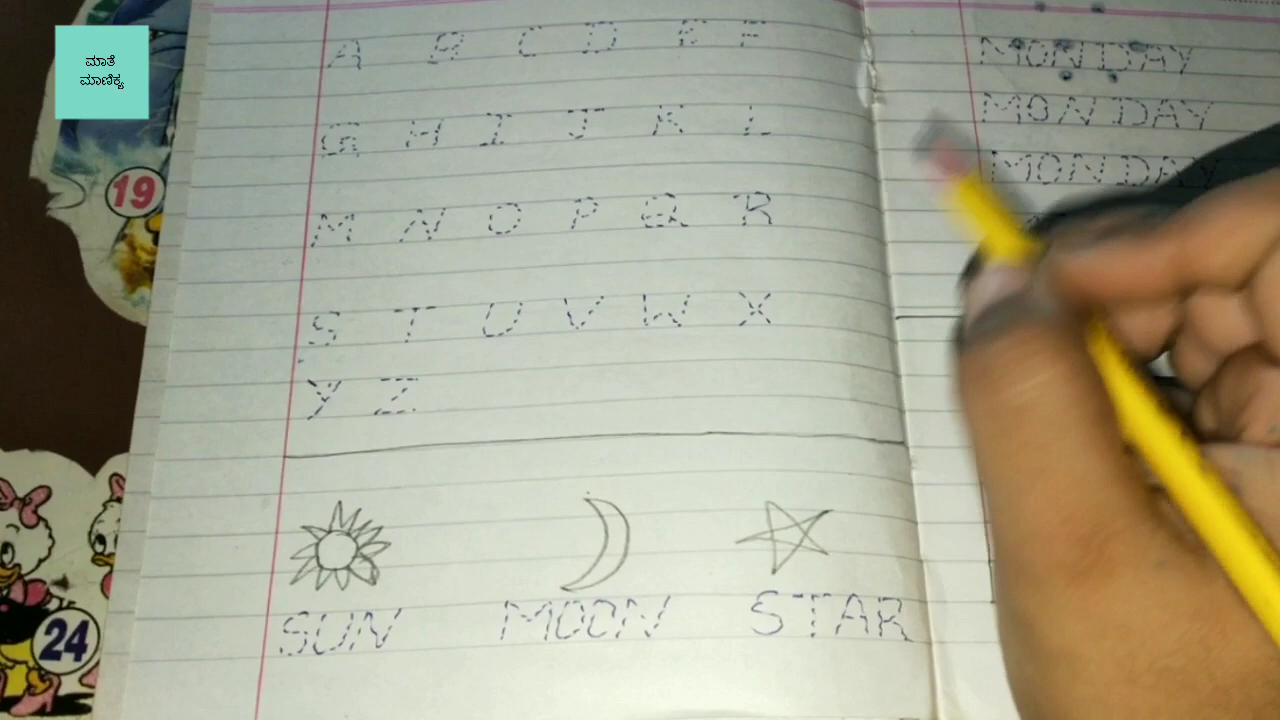 ಮಾತೆ
ಮಾಣಿಕ್ಯ
19
24
A B C D E F
G H I J K L
M N O P Q R
S T U V W X
Y Z
SUN MOON STAR
MONDAY
MONDAY
MONDAY